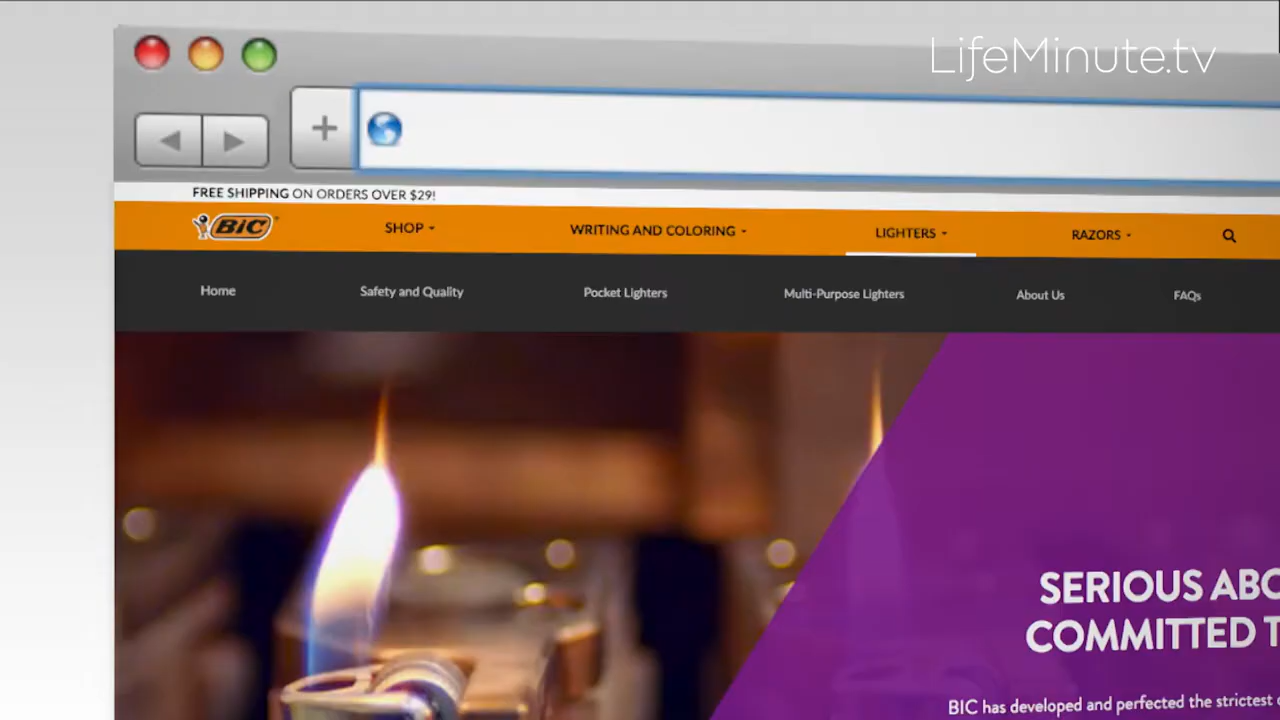 LifeMinute.tv
FREE SHIPPING ON ORDERS OVER $29!
BiC
SHOP
WRITING AND COLORING
LIGHTERS
RAZORS
Home
Safety and Quality
Pocket Lighters
Multi-Purpose Lighters
About Us
FAQs
SERIOUS
COMMITTED
BIC has developed and perfected the strictest